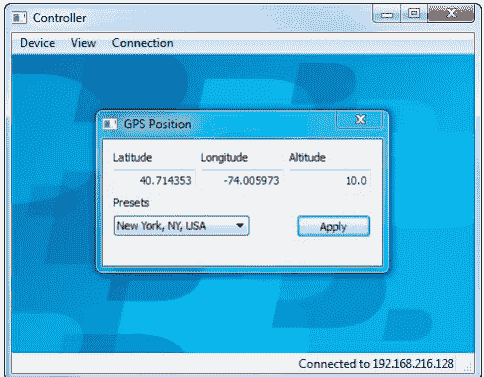 Controller
Device View Connection
GPS Position
Latitude Longitude Altitude
40.714353 -74.005973 10.0
Presets
New York, NY, USA Apply
Connected to 192.168.216.128